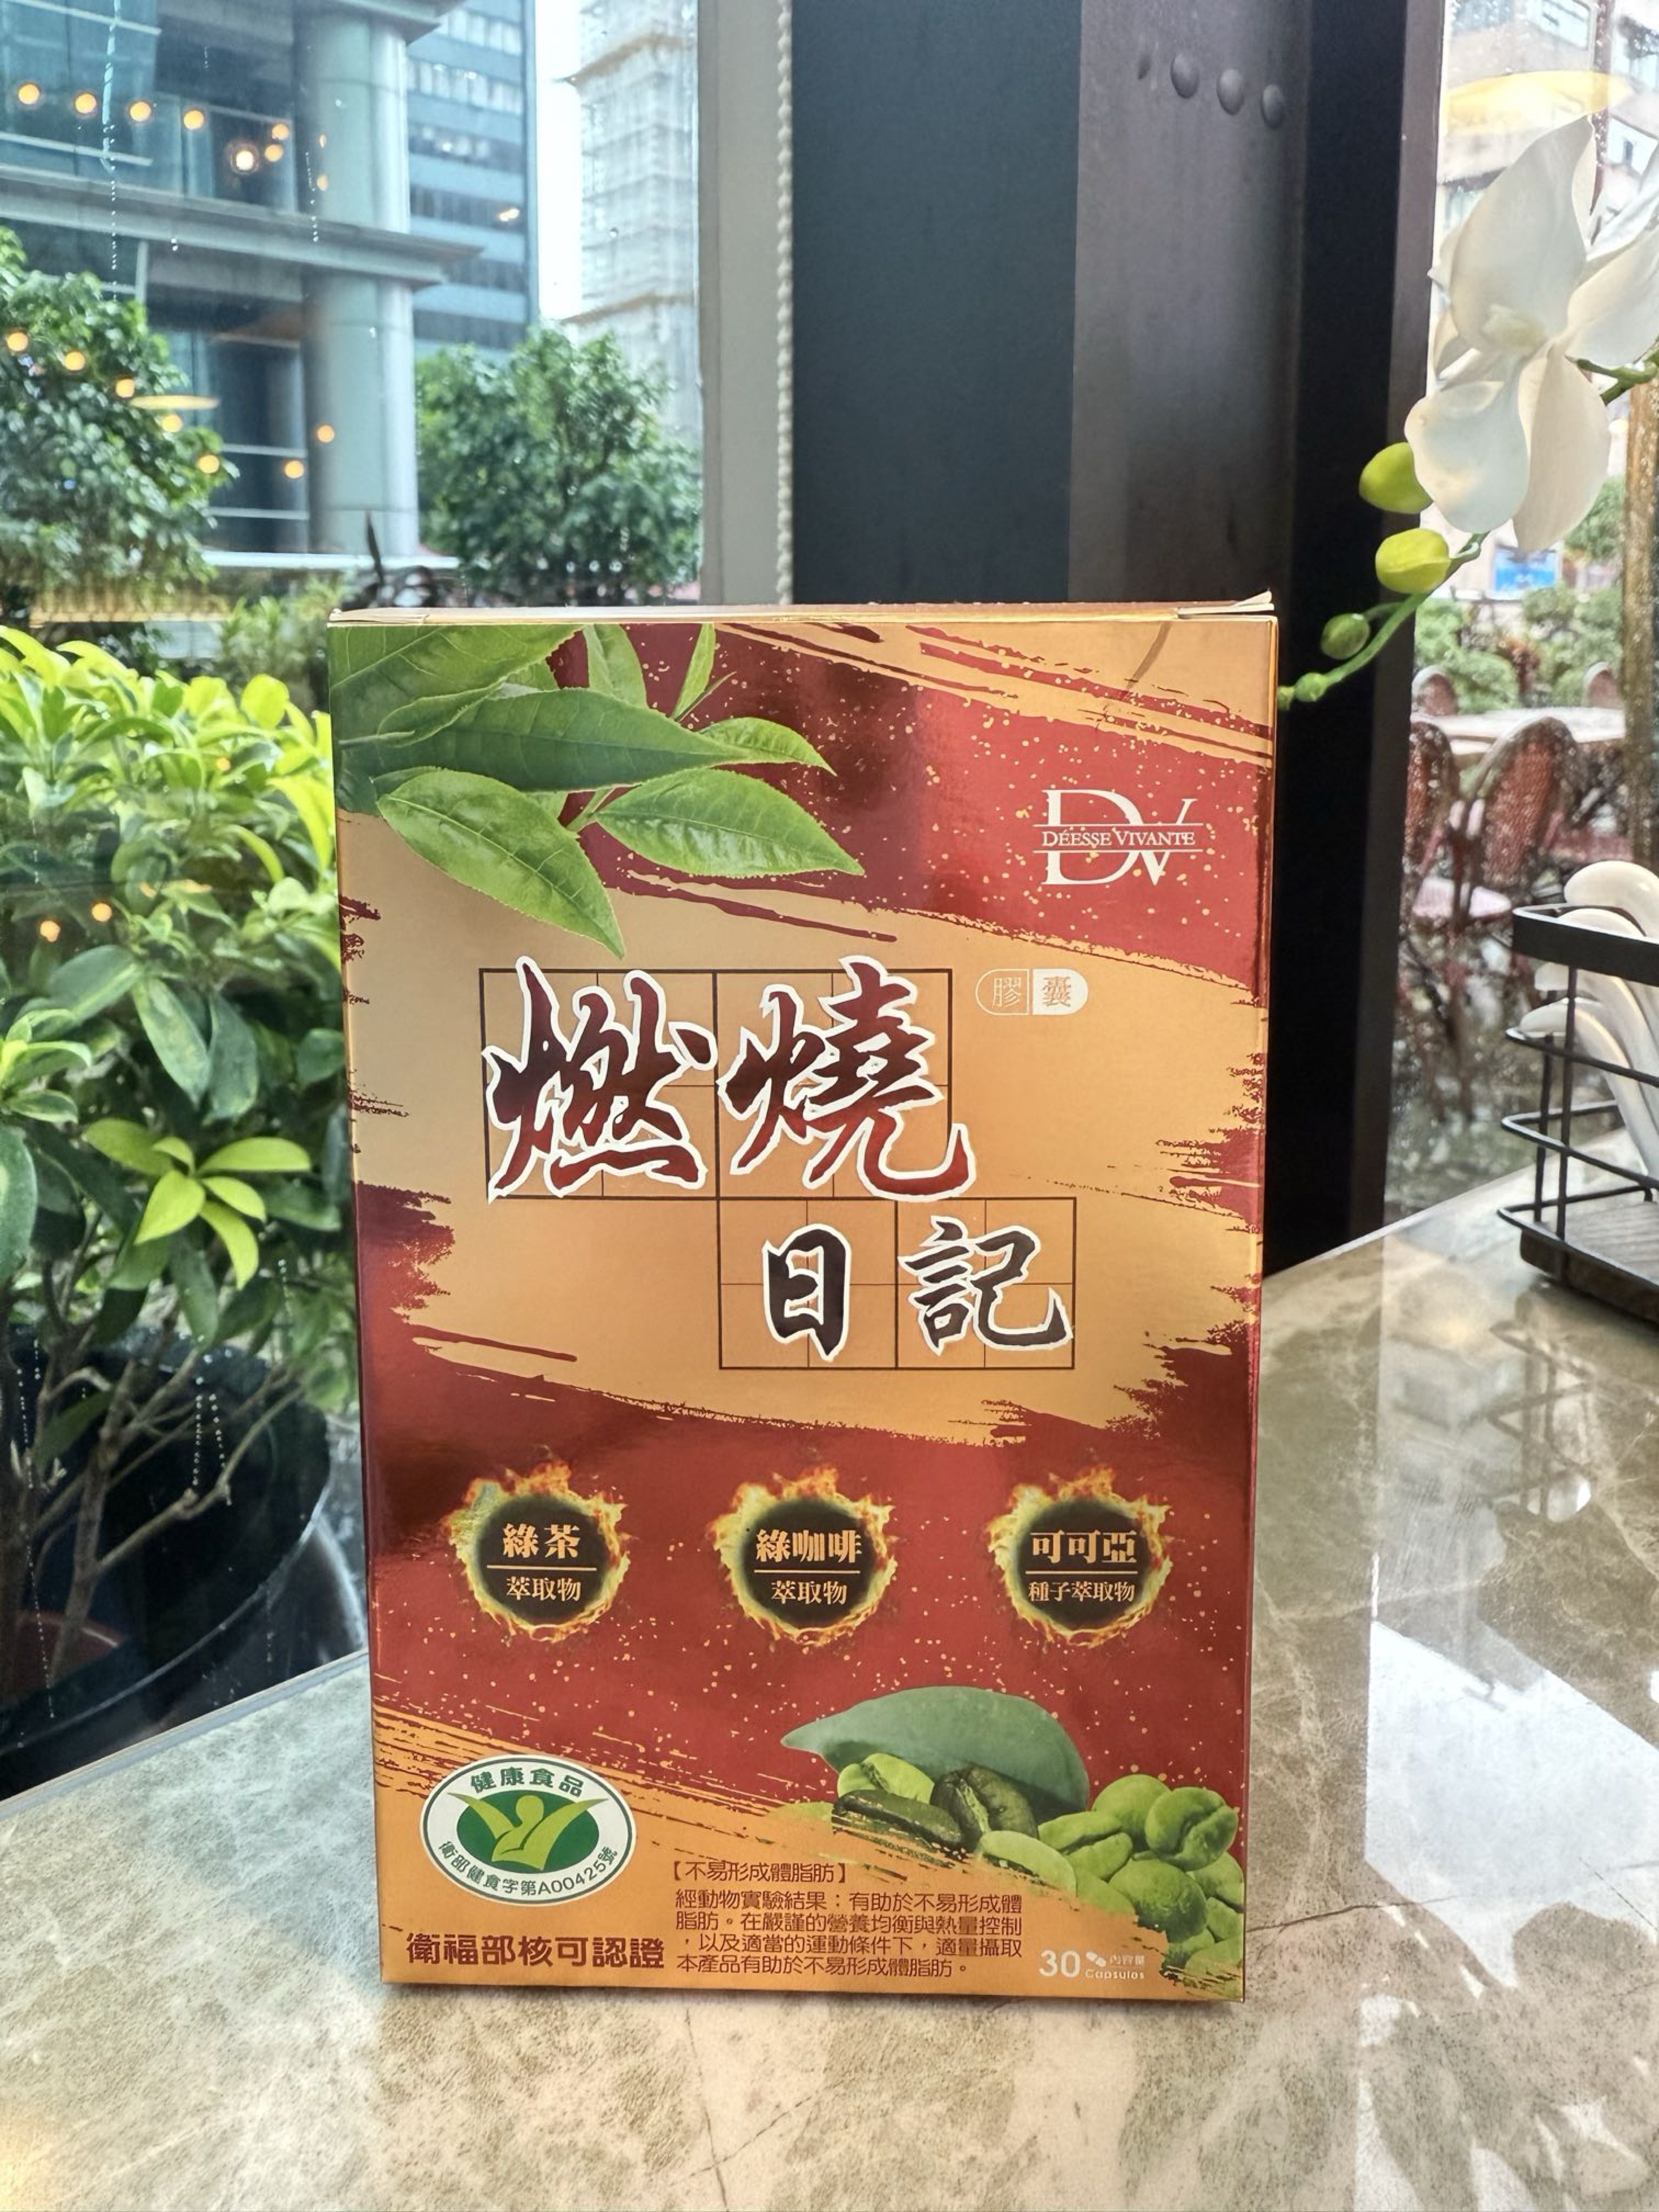 DÉESSE VIVANTE
膠囊
燃燒
日記
綠茶
萃取物
綠咖啡
萃取物
可可亞
種子萃取物
健康食品
衛部健食字第A00425號
衛福部核可認證
【不易形成體脂肪】
經動物實驗結果：有助於不易形成體
脂肪。在嚴謹的營養均衡與熱量控制
，以及適當的運動條件下，適量攝取
本產品有助於不易形成體脂肪。
30 內容量
Capsules